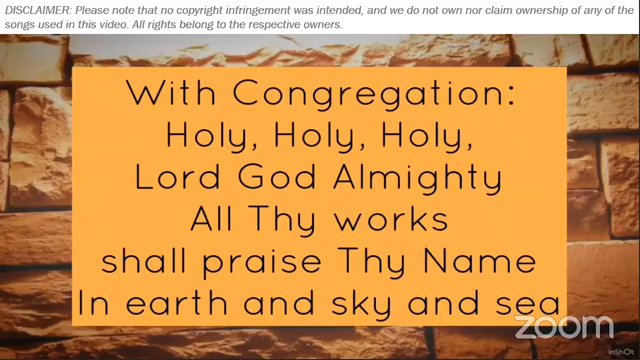 DISCLAIMER: Please note that no copyright infringement was intended, and we do not own nor claim ownership of any of the
songs used in this video. All rights belong to the respective owners.
With Congregation:
Holy, Holy, Holy,
Lord God Almighty
All Thy works
shall praise Thy Name
In earth and sky and sea
zoom
InShOt